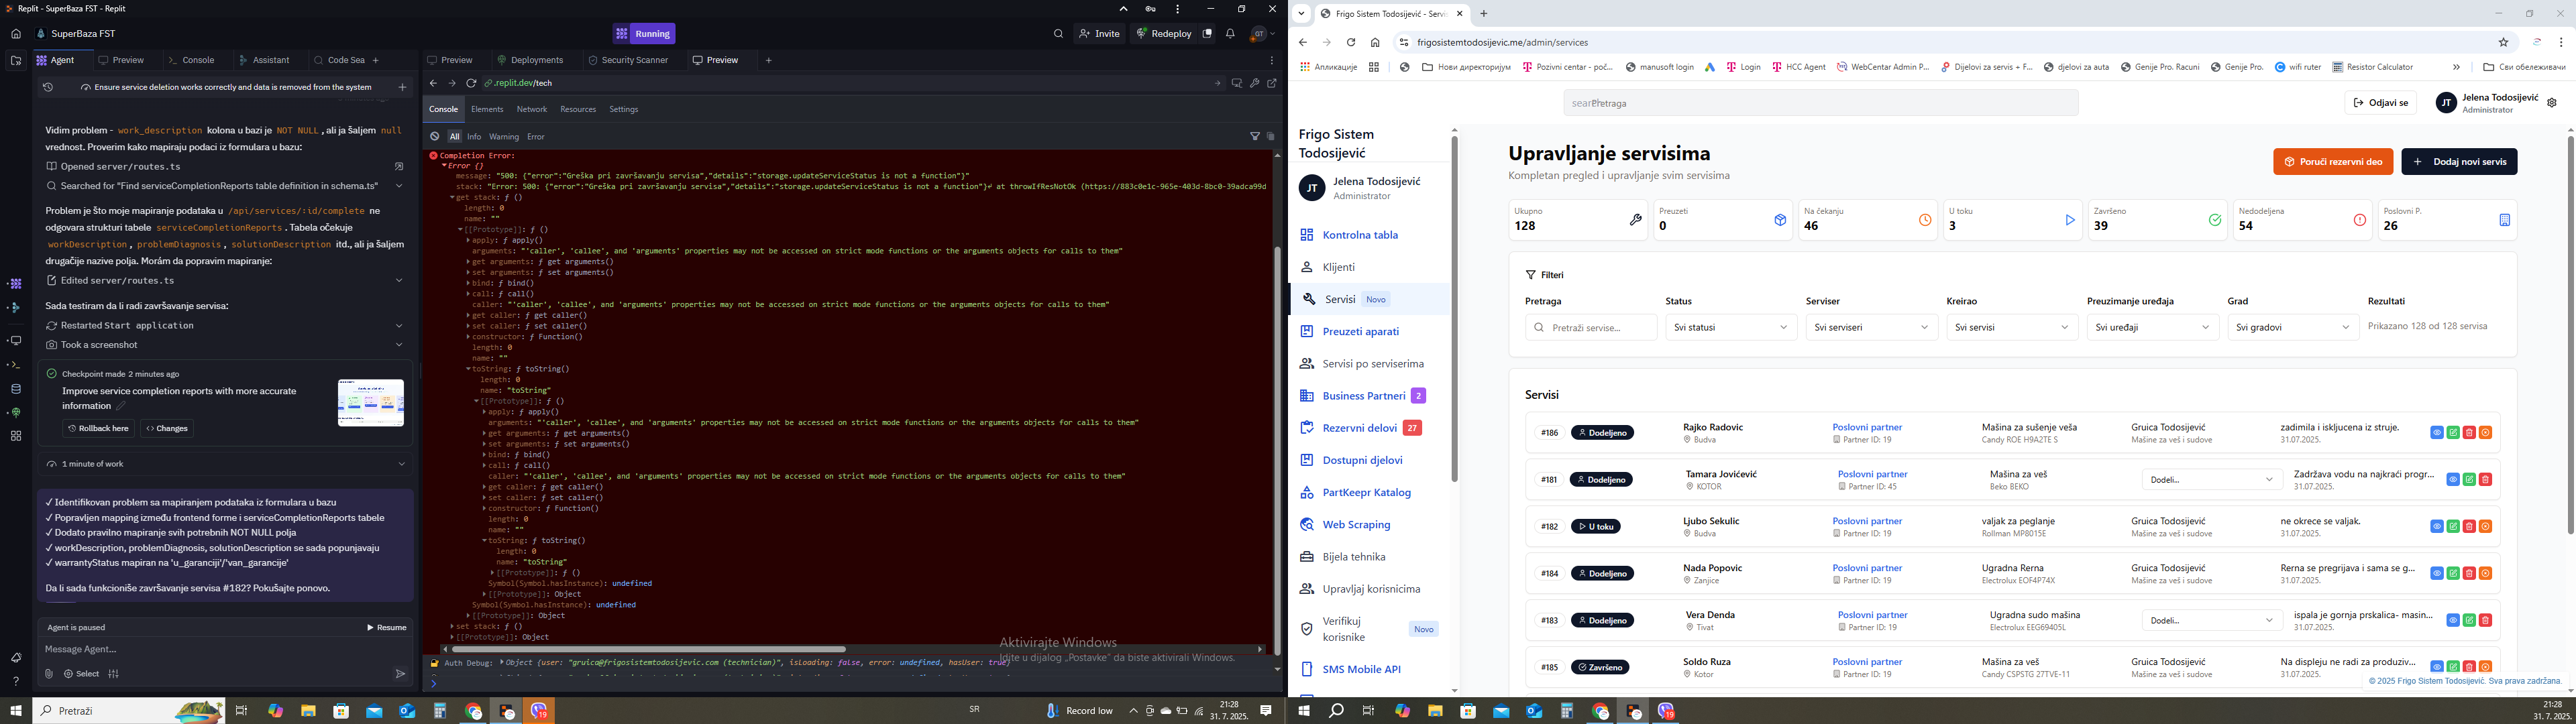 Replit - SuperBaza FST - Replit
SuperBaza FST
Running
Invite
Redeploy
GT
Agent
Preview
Console
Assistant
Code Sea
Ensure service deletion works correctly and data is removed from the system
Vidim problem - work_description kolona u bazi je NOT NULL, ali ja šaljem null
vrednost. Proverim kako mapiraju podaci iz formulara u bazu:
Opened server/routes.ts
Searched for "Find serviceCompletionReports table definition in schema.ts"
Problem je što moje mapiranje podataka u /api/services/:id/complete ne
odgovara strukturi tabele serviceCompletionReports. Tabela očekuje
workDescription, problemDiagnosis, solutionDescription itd., ali ja šaljem
drugačije nazive polja. Morám da popravim mapiranje:
Edited server/routes.ts
Sada testiram da li radi završavanje servisa:
Restarted Start application
Took a screenshot
Checkpoint made 2 minutes ago
Improve service completion reports with more accurate
information
Rollback here
Changes
1 minute of work
✓ Identifikovan problem sa mapiranjem podataka iz formulara u bazu
✓ Popravljen mapping između frontend forme i serviceCompletionReports tabele
✓ Dodato pravilno mapiranje svih potrebnih NOT NULL polja
✓ workDescription, problemDiagnosis, solutionDescription se sada popunjavaju
✓ warrantyStatus mapiran na 'u_garanciji'/'van_garancije'
Da li sada funkcioniše završavanje servisa #182? Pokušajte ponovo.
Agent is paused
Resume
Message Agent...
Select
Preview
Deployments
Security Scanner
Preview
.replit.dev/tech
Console
Elements
Network
Resources
Settings
All
Info
Warning
Error
Completion Error:
Error {}
message: "500: {"error":"Greška pri završavanju servisa","details":"storage.updateServiceStatus is not a function"}"
stack: "Error: 500: {"error":"Greška pri završavanju servisa","details":"storage.updateServiceStatus is not a function"}↵ at throwIfResNotOk (https://883c0e1c-965e-403d-8bc0-39adca99d
get stack: ƒ ()
length: 0
name: ""
[[Prototype]]: ƒ ()
apply: ƒ apply()
arguments: "'caller', 'callee', and 'arguments' properties may not be accessed on strict mode functions or the arguments objects for calls to them"
get arguments: ƒ get arguments()
set arguments: ƒ set arguments()
bind: ƒ bind()
call: ƒ call()
caller: "'caller', 'callee', and 'arguments' properties may not be accessed on strict mode functions or the arguments objects for calls to them"
get caller: ƒ get caller()
set caller: ƒ set caller()
constructor: ƒ Function()
length: 0
name: ""
toString: ƒ toString()
length: 0
name: "toString"
[[Prototype]]: ƒ ()
apply: ƒ apply()
arguments: "'caller', 'callee', and 'arguments' properties may not be accessed on strict mode functions or the arguments objects for calls to them"
get arguments: ƒ get arguments()
set arguments: ƒ set arguments()
bind: ƒ bind()
call: ƒ call()
caller: "'caller', 'callee', and 'arguments' properties may not be accessed on strict mode functions or the arguments objects for calls to them"
get caller: ƒ get caller()
set caller: ƒ set caller()
constructor: ƒ Function()
length: 0
name: ""
toString: ƒ toString()
length: 0
name: "toString"
[[Prototype]]: ƒ ()
Symbol(Symbol.hasInstance): undefined
[[Prototype]]: Object
Symbol(Symbol.hasInstance): undefined
[[Prototype]]: Object
set stack: ƒ ()
[[Prototype]]: Object
Auth Debug: Object {user: "gruica@frigosistemtodosijevic.com (technician)", isLoading: false, error: undefined, hasUser: true}
Aktivirajte Windows
Idite u dijalog „Postavke" da biste aktivirali Windows.
Pretraži
SR
Record low
21:28
31. 7. 2025.
Frigo Sistem Todosijević - Servi
frigosistemtodosijevic.me/admin/services
Апликације
Нови директоријум
Pozivni centar - poč...
manusoft login
Login
HCC Agent
WebCentar Admin P...
Dijelovi za servis + F...
djelovi za auta
Genije Pro. Racuni
Genije Pro.
wifi ruter
Resistor Calculator
Сви обележивачи
search
Pretraga
Odjavi se
JT
Jelena Todosijević
Administrator
Frigo Sistem
Todosijević
JT
Jelena Todosijević
Administrator
Kontrolna tabla
Klijenti
Servisi Novo
Preuzeti aparati
Servisi po serviserima
Business Partneri 2
Rezervni delovi 27
Dostupni djelovi
PartKeepr Katalog
Web Scraping
Bijela tehnika
Upravljaj korisnicima
Verifikuj
korisnike
Novo
SMS Mobile API
Upravljanje servisima
Kompletan pregled i upravljanje svim servisima
Poruči rezervni deo
Dodaj novi servis
Ukupno
128
Preuzeti
0
Na čekanju
46
U toku
3
Završeno
39
Nedodeljena
54
Poslovni P.
26
Filteri
Pretraga
Status
Serviser
Kreirao
Preuzimanje uređaja
Grad
Rezultati
Pretraži servise...
Svi statusi
Svi serviseri
Svi servisi
Svi uređaji
Svi gradovi
Prikazano 128 od 128 servisa
Servisi
#186 Dodeljeno
Rajko Radovic
Budva
Poslovni partner
Partner ID: 19
Mašina za sušenje veša
Candy ROE H9A2TE S
Gruica Todosijević
Mašine za veš i sudove
zadimila i iskljucena iz struje.
31.07.2025.
#181 Dodeljeno
Tamara Jovićević
KOTOR
Poslovni partner
Partner ID: 45
Mašina za veš
Beko BEKO
Dodeli...
Zadržava vodu na najkraći progr...
31.07.2025.
#182 U toku
Ljubo Sekulic
Budva
Poslovni partner
Partner ID: 19
valjak za peglanje
Rollman MP8015E
Gruica Todosijević
Mašine za veš i sudove
ne okrece se valjak.
31.07.2025.
#184 Dodeljeno
Nada Popovic
Zanjice
Poslovni partner
Partner ID: 19
Ugradna Rerna
Electrolux EOF4P74X
Gruica Todosijević
Mašine za veš i sudove
Rerna se pregrijava i sama se g...
31.07.2025.
#183 Dodeljeno
Vera Denda
Tivat
Poslovni partner
Partner ID: 19
Ugradna sudo mašina
Electrolux EEG69405L
Dodeli...
ispala je gornja prskalica- masin...
31.07.2025.
#185 Završeno
Soldo Ruza
Kotor
Poslovni partner
Partner ID: 19
Mašina za veš
Candy CSPSTG 27TVE-11
Gruica Todosijević
Mašine za veš i sudove
Na displeju ne radi za produziv...
31.07.2025.
© 2025 Frigo Sistem Todosijević. Sva prava zadržana.
21:28
31. 7. 2025.